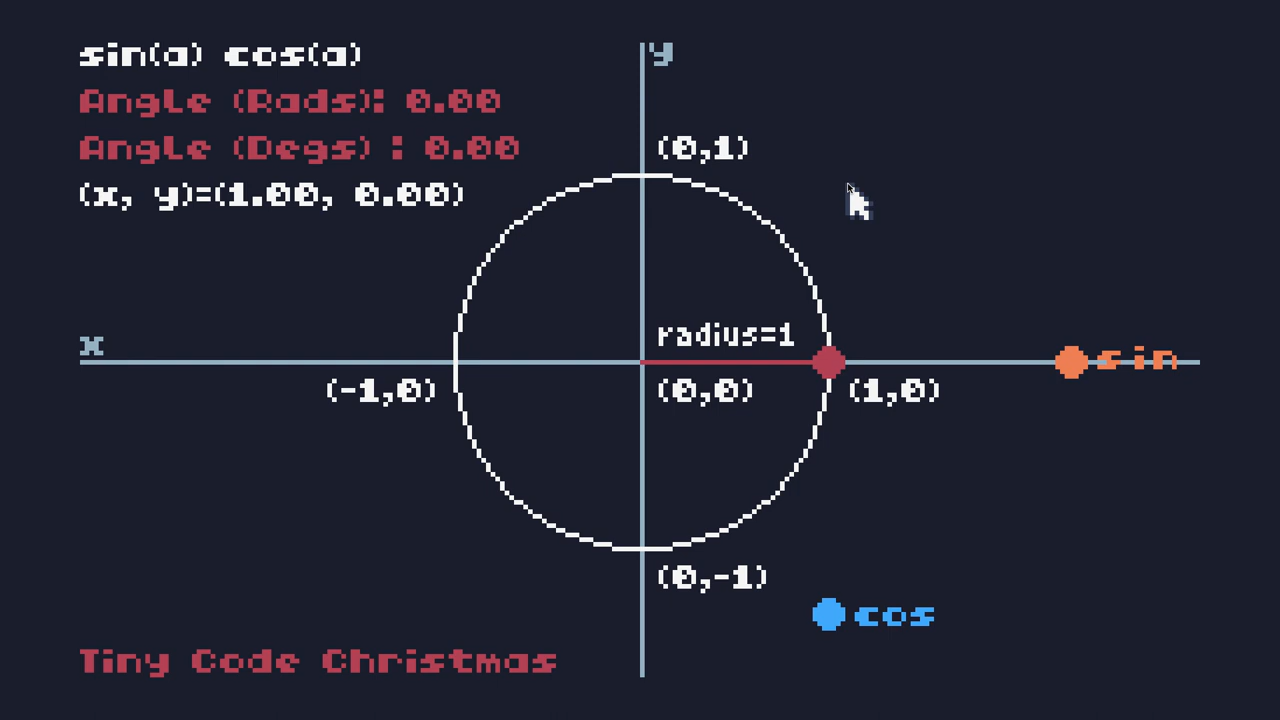 sin(a) cos(a)
y
Angle (Rads): 0.00
Angle (Degs) : 0.00
(0,1)
(x, y)=(1.00, 0.00)
radius=1
x
sin
(-1,0)
(0,0)
(1,0)
(0,-1)
cos
Tiny Code Christmas